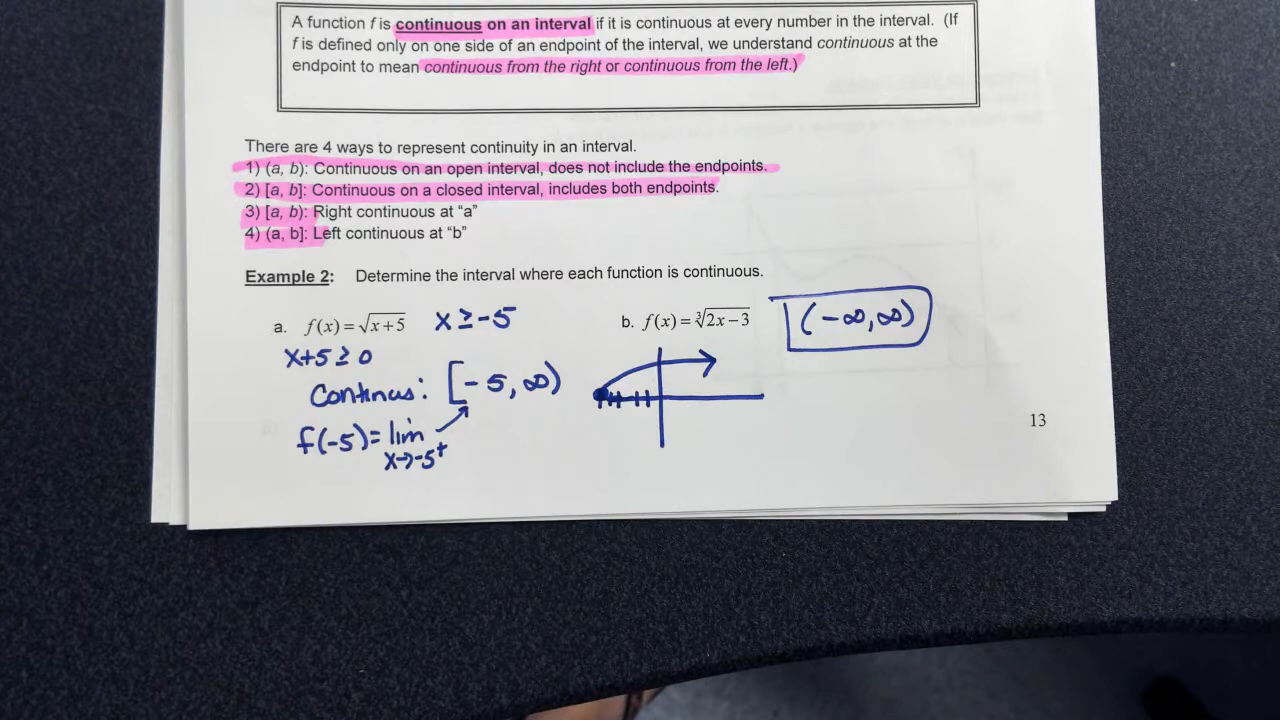 A function f is continuous on an interval if it is continuous at every number in the interval. (If
f is defined only on one side of an endpoint of the interval, we understand continuous at the
endpoint to mean continuous from the right or continuous from the left.)
There are 4 ways to represent continuity in an interval.
1) (a, b): Continuous on an open interval, does not include the endpoints.
2) [a, b]: Continuous on a closed interval, includes both endpoints.
3) [a, b): Right continuous at “a”
4) (a, b]: Left continuous at “b”
Example 2: Determine the interval where each function is continuous.
a. f(x) = √x+5 x ≥ -5
x+5 ≥ 0
Continus: [-5, ∞)
f(-5) = lim
x→-5⁺
b. f(x) = ∛2x−3 (-∞, ∞)
13